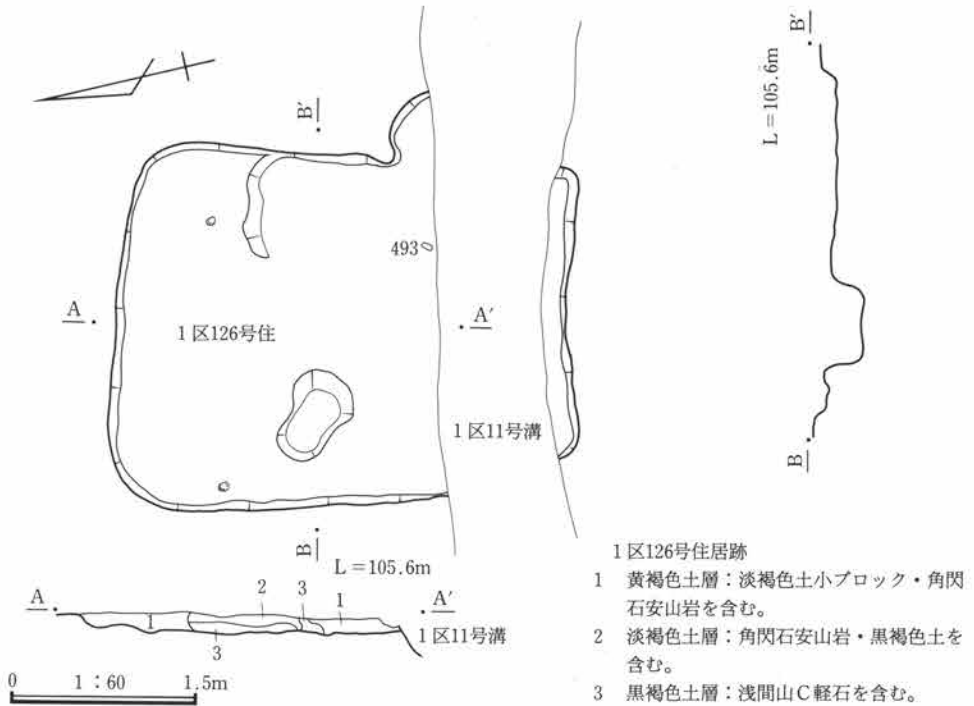 B'
B'
L=105.6m
493
A
A'
1区126号住
1区11号溝
B
B
L=105.6m
1区126号住居跡
1 黄褐色土層：淡褐色土小ブロック・角閃
石安山岩を含む。
2 淡褐色土層：角閃石安山岩・黒褐色土を
含む。
3 黒褐色土層：浅間山C軽石を含む。
A
1
2
3
3
1
A'
1区11号溝
0 1:60 1.5m